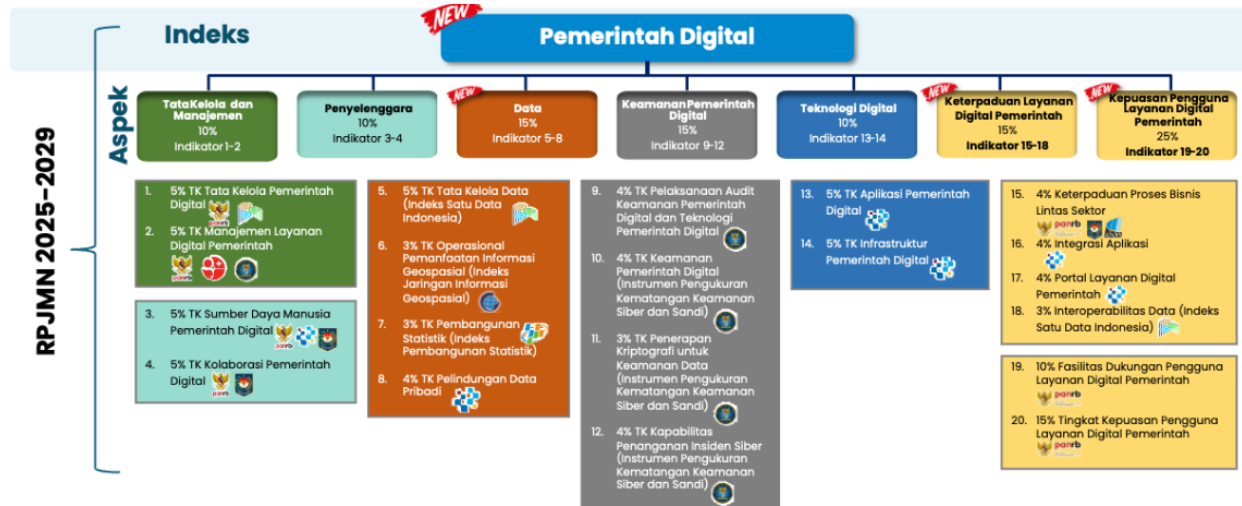 RPJMN 2025-2029
Indeks
NEW
Pemerintah Digital
Aspek
TataKelola dan
Manajemen
10%
Indikator 1-2
Penyelenggara
10%
Indikator 3-4
NEW
Data
15%
Indikator 5-8
Keamanan Pemerintah
Digital
15%
Indikator 9-12
Teknologi Digital
10%
Indikator 13-14
NEW
Keterpaduan Layanan
Digital Pemerintah
15%
Indikator 15-18
NEW
Kepuasan Pengguna
Layanan Digital
Pemerintah
25%
Indikator 19-20
1. 5% TK Tata Kelola Pemerintah
Digital
panrb
2. 5% TK Manajemen Layanan
Digital Pemerintah
panrb
3. 5% TK Sumber Daya Manusia
Pemerintah Digital
panrb
4. 5% TK Kolaborasi Pemerintah
Digital
panrb
5. 5% TK Tata Kelola Data
(Indeks Satu Data
Indonesia)
6. 3% TK Operasional
Pemanfaatan Informasi
Geospasial (Indeks
Jaringan Informasi
Geospasial)
7. 3% TK Pembangunan
Statistik (Indeks
Pembangunan Statistik)
8. 4% TK Pelindungan Data
Pribadi
9. 4% TK Pelaksanaan Audit
Keamanan Pemerintah
Digital dan Teknologi
Pemerintah Digital
10. 4% TK Keamanan
Pemerintah Digital
(Instrumen Pengukuran
Kematangan Keamanan
Siber dan Sandi)
11. 3% TK Penerapan
Kriptografi untuk
Keamanan Data
(Instrumen Pengukuran
Kematangan Keamanan
Siber dan Sandi)
12. 4% TK Kapabilitas
Penanganan Insiden Siber
(Instrumen Pengukuran
Kematangan Keamanan
Siber dan Sandi)
13. 5% TK Aplikasi Pemerintah
Digital
14. 5% TK Infrastruktur
Pemerintah Digital
15. 4% Keterpaduan Proses Bisnis
Lintas Sektor
panrb
16. 4% Integrasi Aplikasi
17. 4% Portal Layanan Digital
Pemerintah
18. 3% Interoperabilitas Data (Indeks
Satu Data Indonesia)
19. 10% Fasilitas Dukungan Pengguna
Layanan Digital Pemerintah
panrb
20. 15% Tingkat Kepuasan Pengguna
Layanan Digital Pemerintah
panrb